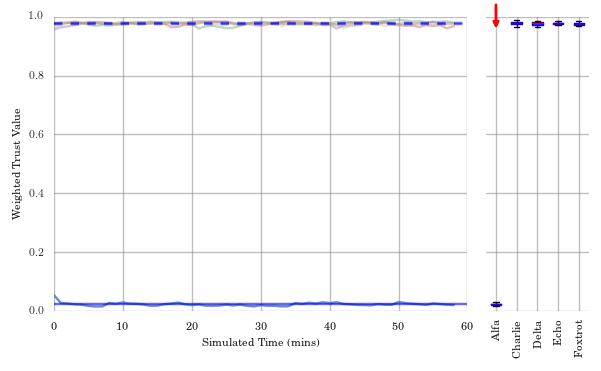 Weighted Trust Value
1.0
0.8
0.6
0.4
0.2
0.0
0 10 20 30 40 50 60
Simulated Time (mins)
Alfa
Charlie
Delta
Echo
Foxtrot